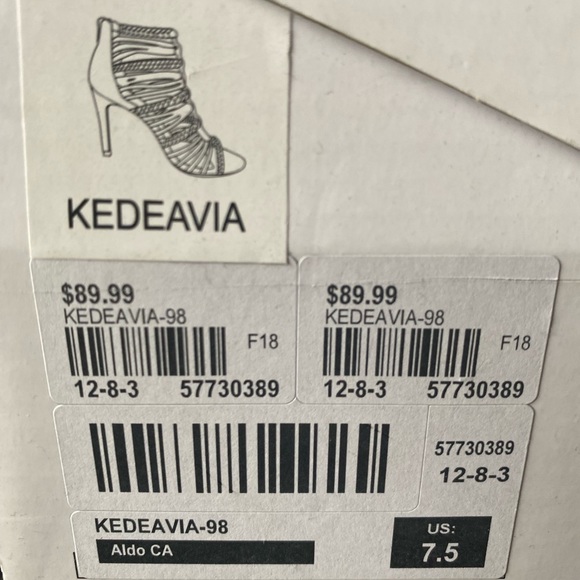 KEDEAVIA
$89.99
KEDEAVIA-98
F18
12-8-3 57730389
$89.99
KEDEAVIA-98
F18
12-8-3 57730389
57730389
12-8-3
KEDEAVIA-98
Aldo CA
US:
7.5